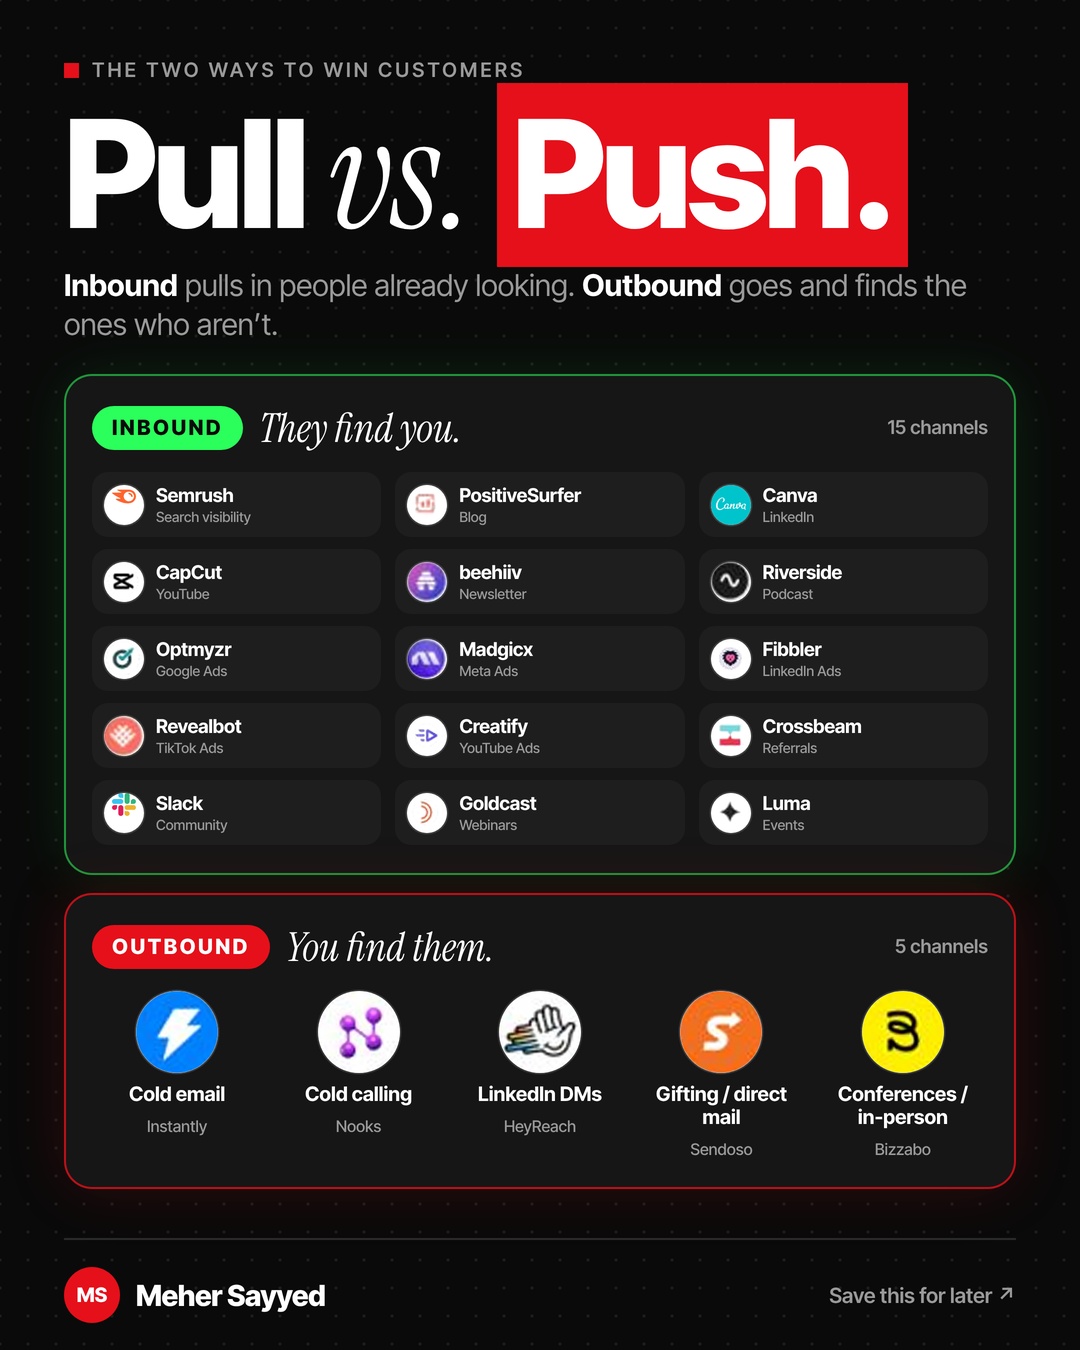 THE TWO WAYS TO WIN CUSTOMERS
Pull vs. Push.
Inbound pulls in people already looking. Outbound goes and finds the
ones who aren't.
INBOUND They find you. 15 channels
Semrush
Search visibility
PositiveSurfer
Blog
Canva
Canva
LinkedIn
CapCut
YouTube
beehiiv
Newsletter
Riverside
Podcast
Optmyzr
Google Ads
Madgicx
Meta Ads
Fibbler
LinkedIn Ads
Revealbot
TikTok Ads
Creatify
YouTube Ads
Crossbeam
Referrals
Slack
Community
Goldcast
Webinars
Luma
Events
OUTBOUND You find them. 5 channels
Cold email
Instantly
Cold calling
Nooks
LinkedIn DMs
HeyReach
Gifting / direct
mail
Sendoso
Conferences /
in-person
Bizzabo
MS Meher Sayyed
Save this for later ↗